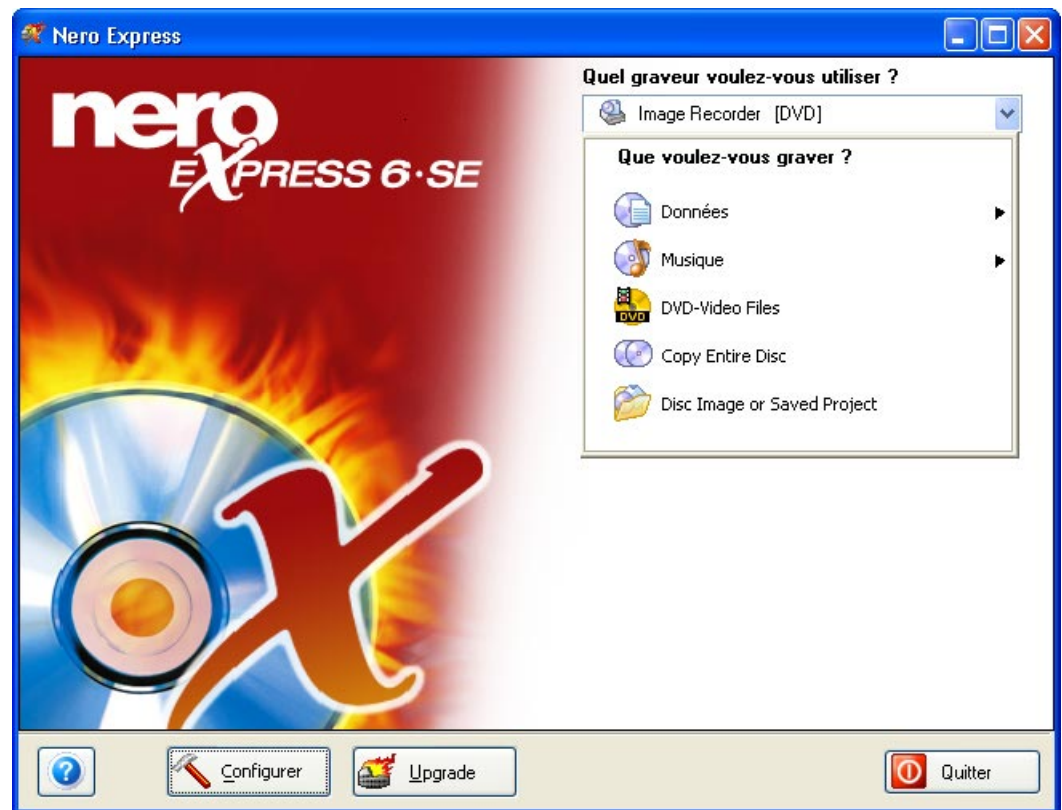 Nero Express
nero
EXPRESS 6·SE
Quel graveur voulez-vous utiliser ?
Image Recorder [DVD]
Que voulez-vous graver ?
Données
Musique
DVD
DVD-Video Files
Copy Entire Disc
Disc Image or Saved Project
?
Configurer
Upgrade
Quitter